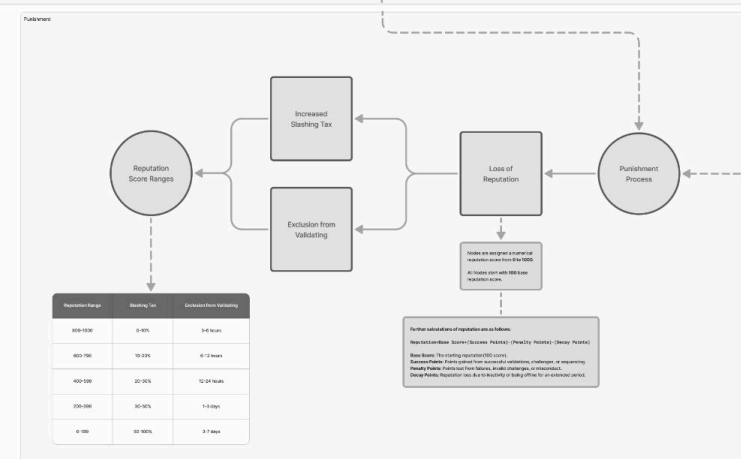 Punishment
Increased
Slashing Tax
Reputation
Score Ranges
Loss of
Reputation
Punishment
Process
Exclusion from
Validating
Nodes are assigned a numerical
reputation score from 0 to 1000.
All Nodes start with 100 base
reputation score.
Reputation Range Slashing Tax Exclusion from Validating
800-1000 0-10% 3-6 hours
600-799 10-20% 6-12 hours
400-599 20-30% 12-24 hours
200-399 30-50% 1-3 days
0-199 50-100% 3-7 days
Further calculations of reputation are as follows:
Reputation=Base Score+(Success Points)-(Penalty Points)-(Decay Points)
Base Score: The starting reputation (100 score).
Success Points: Points gained from successful validations, challenges, or sequencing.
Penalty Points: Points lost from failures, invalid challenges, or misconduct.
Decay Points: Reputation loss due to inactivity or being offline for an extended period.